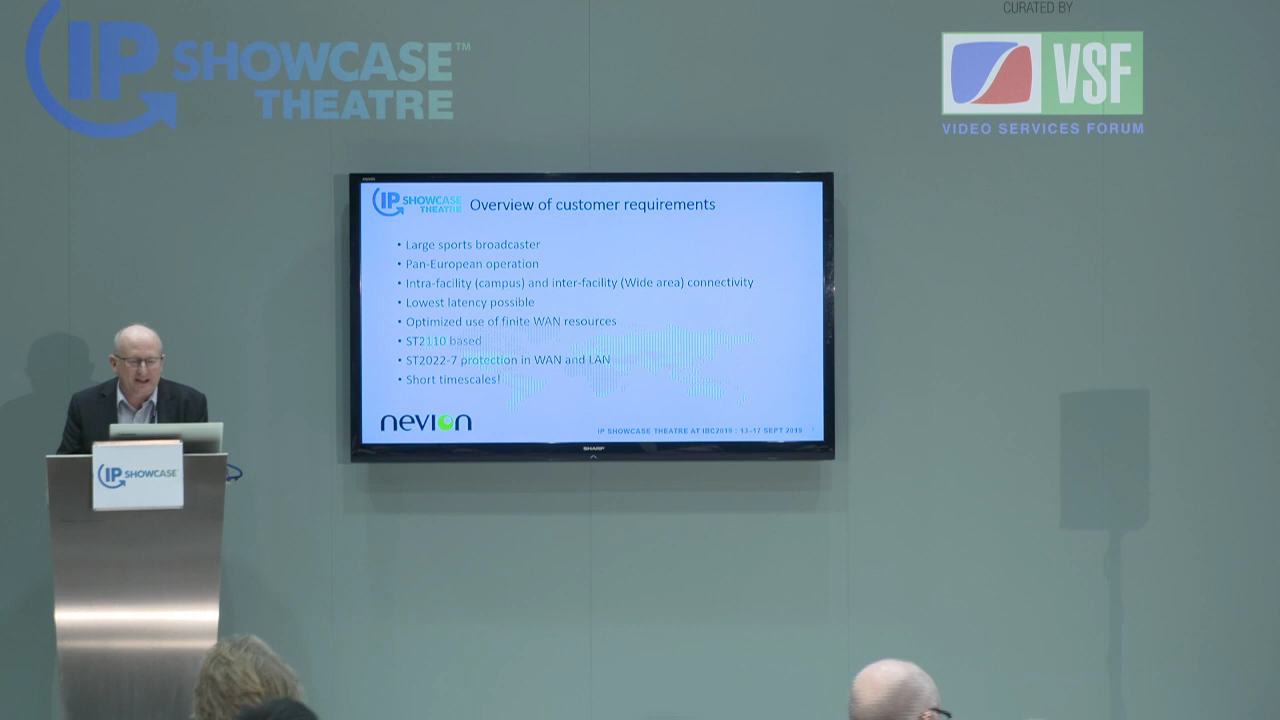 CURATED BY
IP SHOWCASE™
THEATRE
VSF
VIDEO SERVICES FORUM
IP SHOWCASE
THEATRE
Overview of customer requirements
• Large sports broadcaster
• Pan-European operation
• Intra-facility (campus) and inter-facility (Wide area) connectivity
• Lowest latency possible
• Optimized use of finite WAN resources
• ST2110 based
• ST2022-7 protection in WAN and LAN
• Short timescales!
nevion
IP SHOWCASE THEATRE AT IBC2019 : 13-17 SEPT 2019
SHARP
IP SHOWCASE